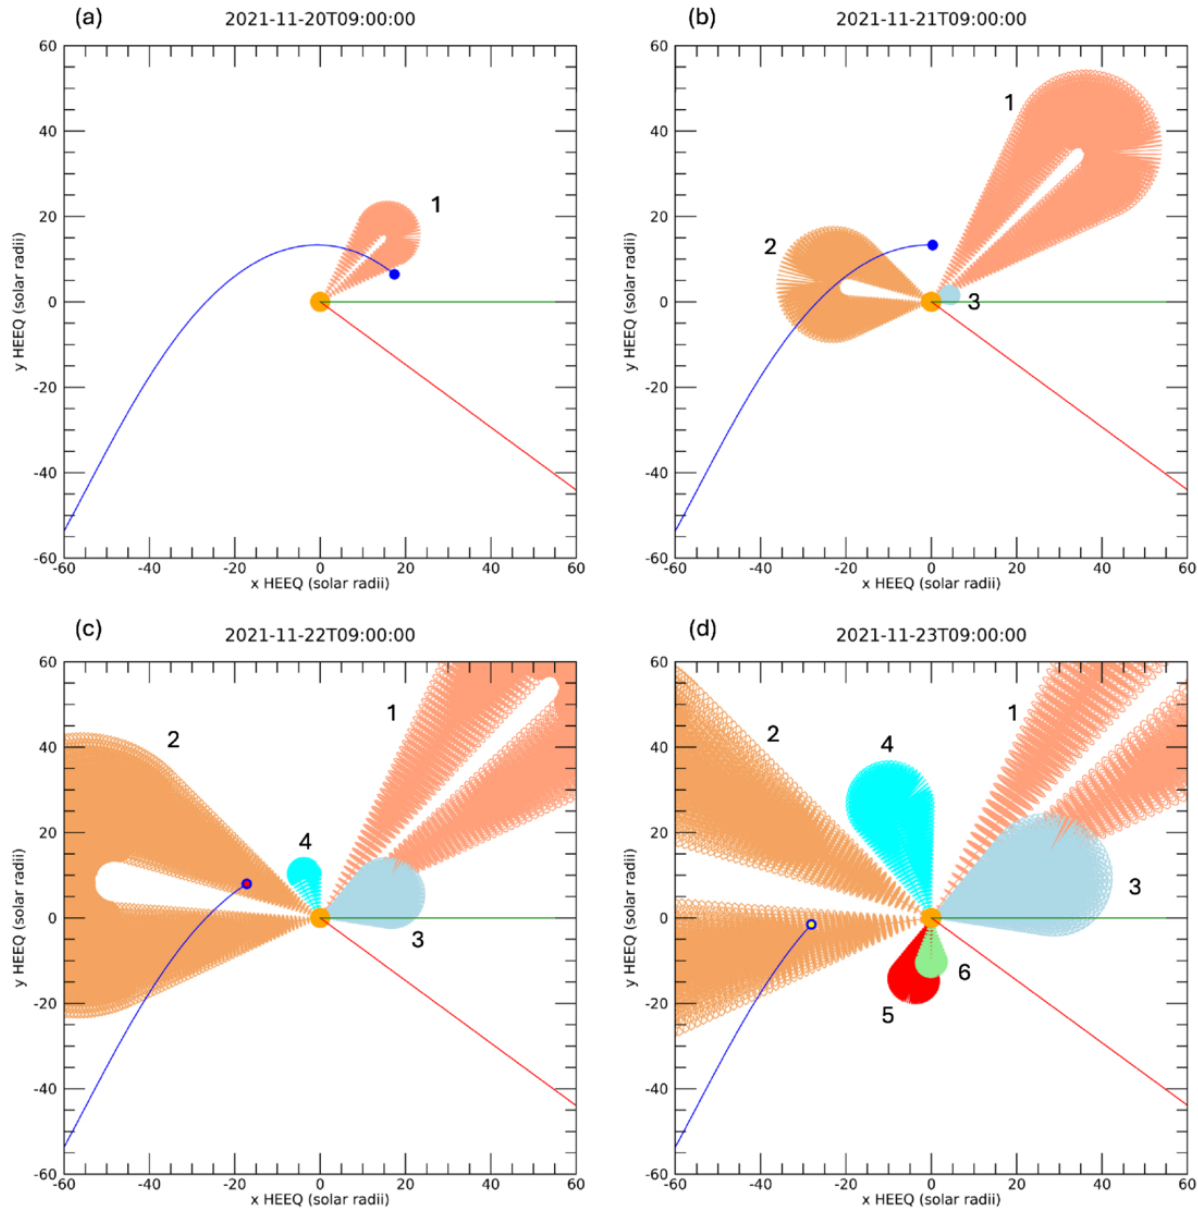 (a)
2021-11-20T09:00:00
60
40
20
0
-20
-40
-60
y HEEQ (solar radii)
1
-60 -40 -20 0 20 40 60
x HEEQ (solar radii)
(b)
2021-11-21T09:00:00
60
40
20
0
-20
-40
-60
y HEEQ (solar radii)
1
2
3
-60 -40 -20 0 20 40 60
x HEEQ (solar radii)
(c)
2021-11-22T09:00:00
60
40
20
0
-20
-40
-60
y HEEQ (solar radii)
1
2
4
3
-60 -40 -20 0 20 40 60
x HEEQ (solar radii)
(d)
2021-11-23T09:00:00
60
40
20
0
-20
-40
-60
y HEEQ (solar radii)
1
2
4
3
6
5
-60 -40 -20 0 20 40 60
x HEEQ (solar radii)